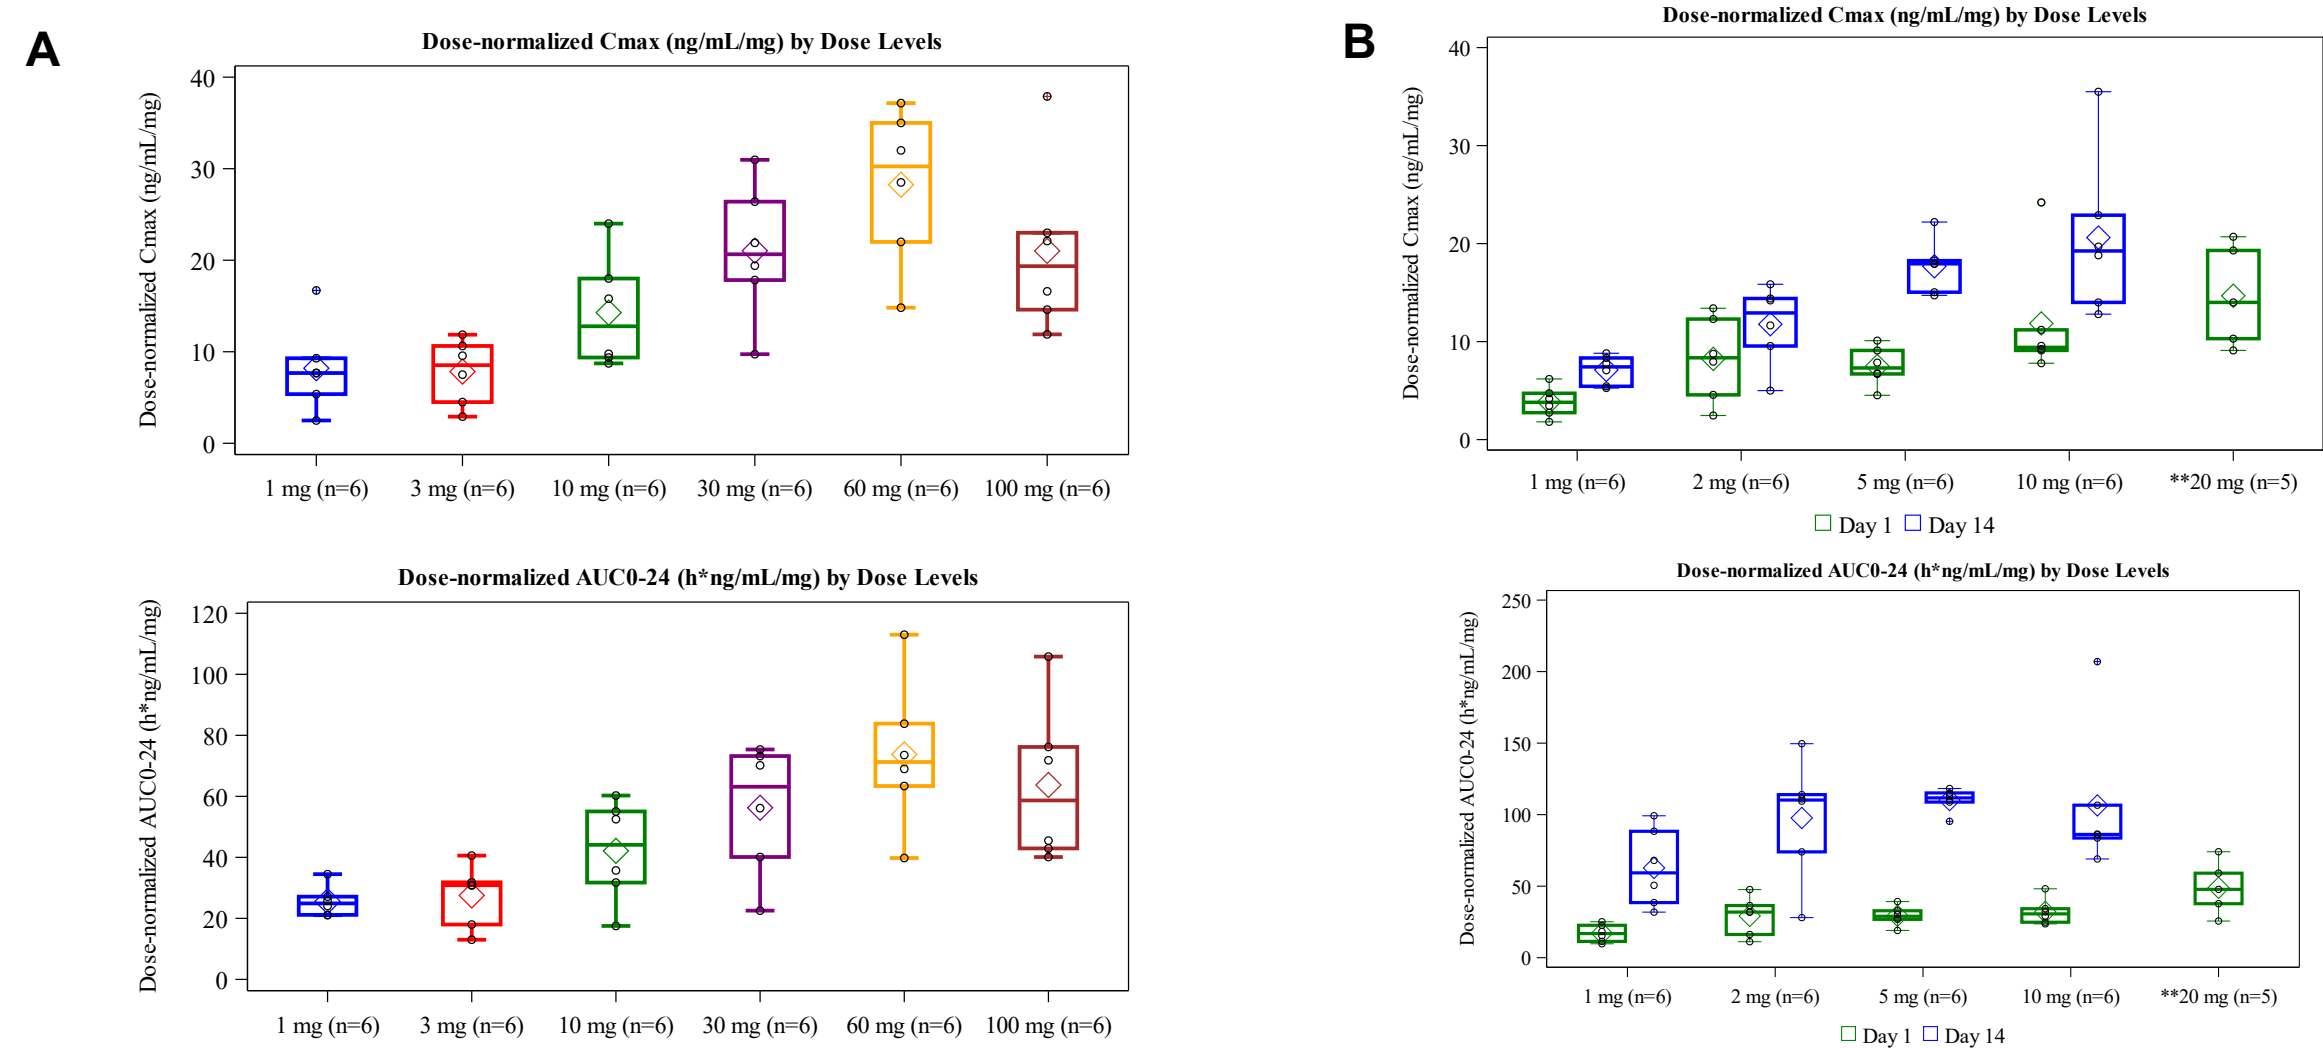 A
Dose-normalized Cmax (ng/mL/mg) by Dose Levels
Dose-normalized Cmax (ng/mL/mg)
40
30
20
10
0
1 mg (n=6) 3 mg (n=6) 10 mg (n=6) 30 mg (n=6) 60 mg (n=6) 100 mg (n=6)
Dose-normalized AUC0-24 (h*ng/mL/mg) by Dose Levels
Dose-normalized AUC0-24 (h*ng/mL/mg)
120
100
80
60
40
20
0
1 mg (n=6) 3 mg (n=6) 10 mg (n=6) 30 mg (n=6) 60 mg (n=6) 100 mg (n=6)
B
Dose-normalized Cmax (ng/mL/mg) by Dose Levels
Dose-normalized Cmax (ng/mL/mg)
40
30
20
10
0
1 mg (n=6) 2 mg (n=6) 5 mg (n=6) 10 mg (n=6) **20 mg (n=5)
Day 1 Day 14
Dose-normalized AUC0-24 (h*ng/mL/mg) by Dose Levels
Dose-normalized AUC0-24 (h*ng/mL/mg)
250
200
150
100
50
0
1 mg (n=6) 2 mg (n=6) 5 mg (n=6) 10 mg (n=6) **20 mg (n=5)
Day 1 Day 14